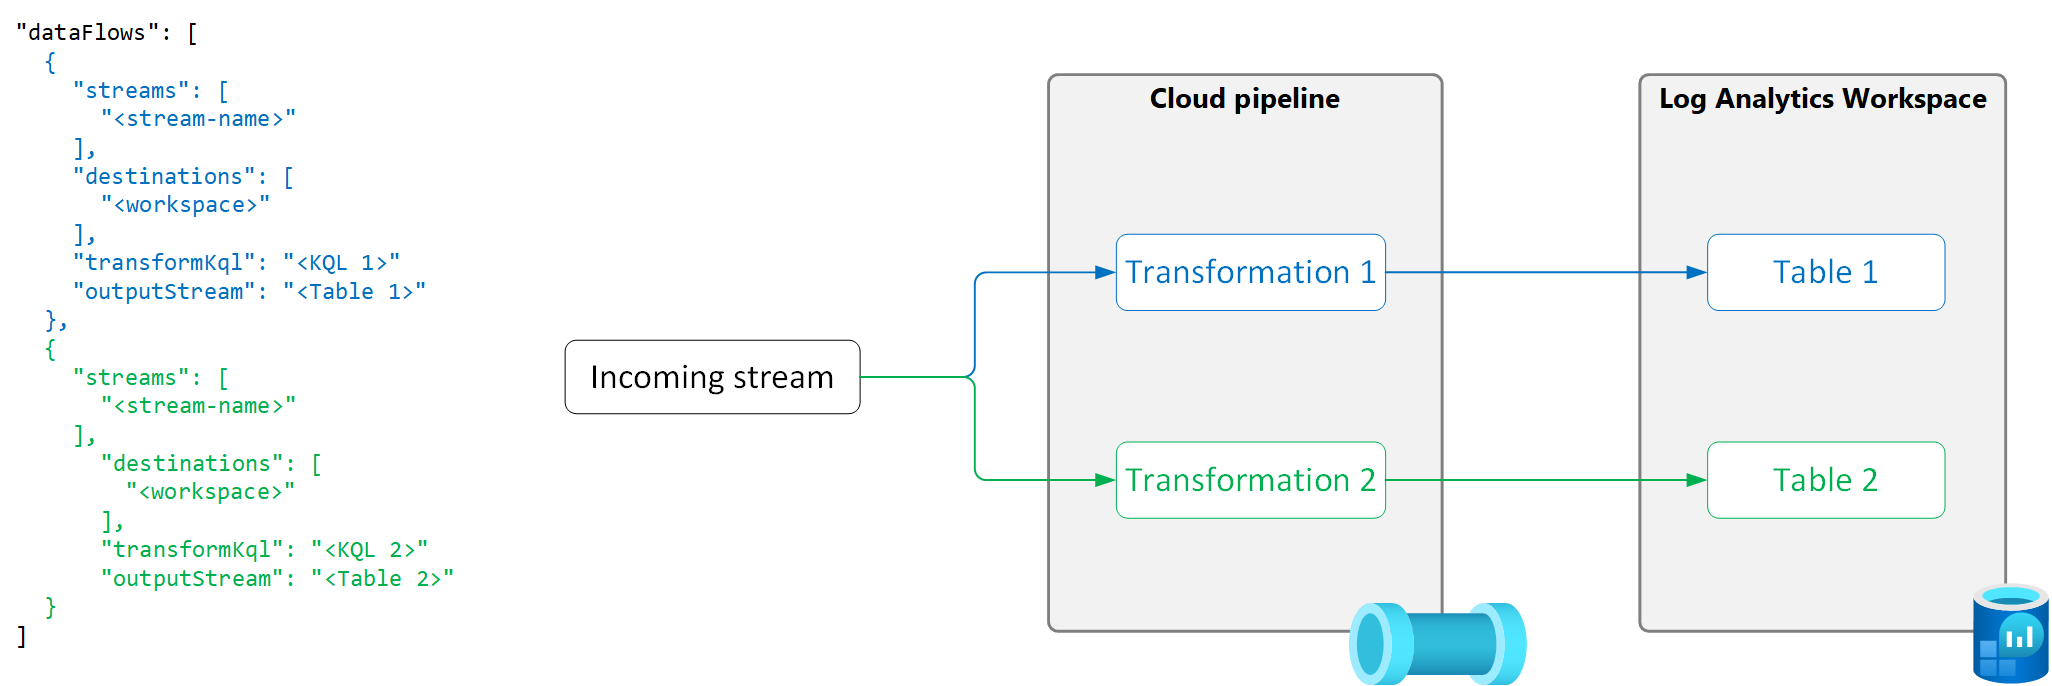 "dataFlows": [
  {
    "streams": [
      "<stream-name>"
    ],
    "destinations": [
      "<workspace>"
    ],
    "transformKql": "<KQL 1>"
    "outputStream": "<Table 1>"
  },
  {
    "streams": [
      "<stream-name>"
    ],
      "destinations": [
        "<workspace>"
      ],
      "transformKql": "<KQL 2>"
      "outputStream": "<Table 2>"
  }
]
Incoming stream
Cloud pipeline
Transformation 1
Transformation 2
Log Analytics Workspace
Table 1
Table 2